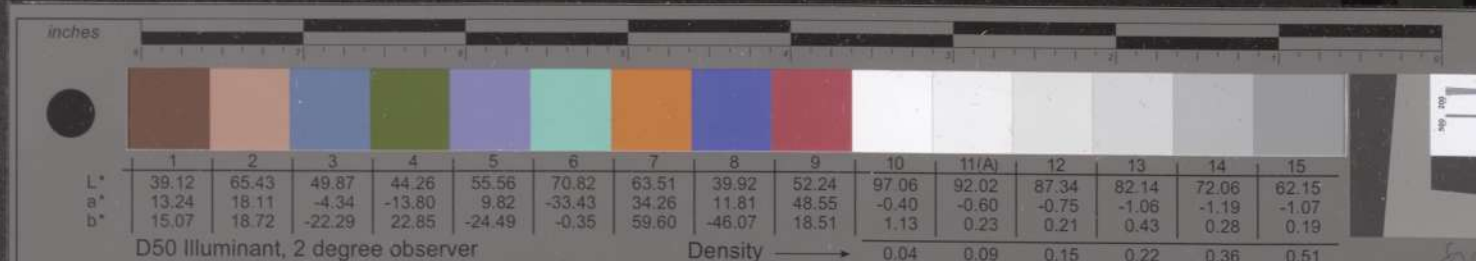 inches
1 2 3 4 5 6 7 8 9 10 11(A) 12 13 14 15
L* 39.12 65.43 49.87 44.26 55.56 70.82 63.51 39.92 52.24 97.06 92.02 87.34 82.14 72.06 62.15
a* 13.24 18.11 -4.34 -13.80 9.82 -33.43 34.26 11.81 48.55 -0.40 -0.60 -0.75 -1.06 -1.19 -1.07
b* 15.07 18.72 -22.29 22.85 -24.49 -0.35 59.60 -46.07 18.51 1.13 0.23 0.21 0.43 0.28 0.19
D50 Illuminant, 2 degree observer Density 0.04 0.09 0.15 0.22 0.36 0.51